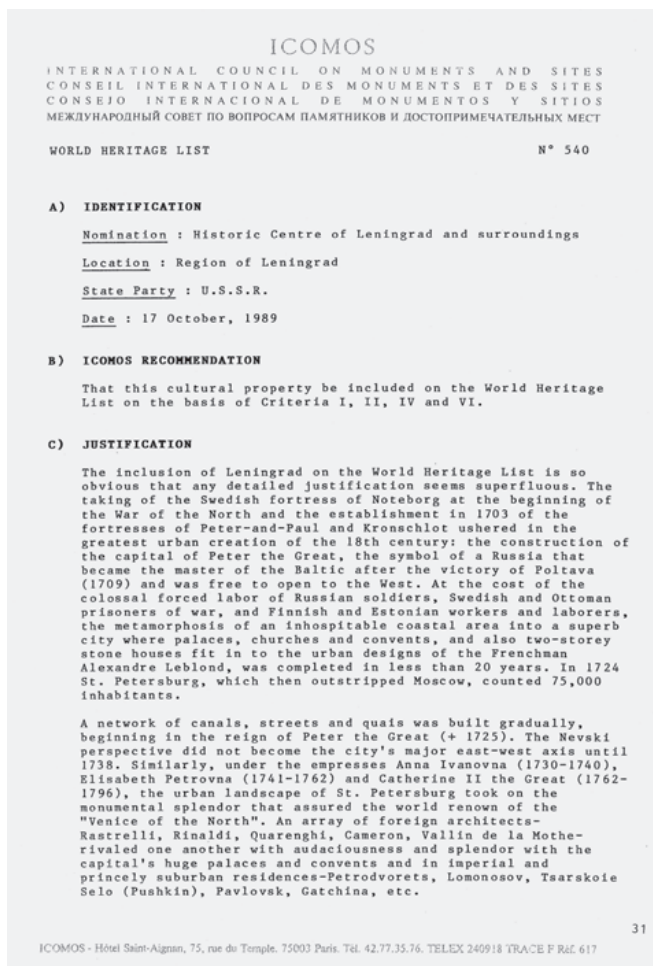 ICOMOS
INTERNATIONAL COUNCIL ON MONUMENTS AND SITES
CONSEIL INTERNATIONAL DES MONUMENTS ET DES SITES
CONSEJO INTERNACIONAL DE MONUMENTOS Y SITIOS
МЕЖДУНАРОДНЫЙ СОВЕТ ПО ВОПРОСАМ ПАМЯТНИКОВ И ДОСТОПРИМЕЧАТЕЛЬНЫХ МЕСТ
WORLD HERITAGE LIST N° 540
A) IDENTIFICATION
Nomination : Historic Centre of Leningrad and surroundings
Location : Region of Leningrad
State Party : U.S.S.R.
Date : 17 October, 1989
B) ICOMOS RECOMMENDATION
That this cultural property be included on the World Heritage
List on the basis of Criteria I, II, IV and VI.
C) JUSTIFICATION
The inclusion of Leningrad on the World Heritage List is so
obvious that any detailed justification seems superfluous. The
taking of the Swedish fortress of Noteborg at the beginning of
the War of the North and the establishment in 1703 of the
fortresses of Peter-and-Paul and Kronschlot ushered in the
greatest urban creation of the 18th century: the construction of
the capital of Peter the Great, the symbol of a Russia that
became the master of the Baltic after the victory of Poltava
(1709) and was free to open to the West. At the cost of the
colossal forced labor of Russian soldiers, Swedish and Ottoman
prisoners of war, and Finnish and Estonian workers and laborers,
the metamorphosis of an inhospitable coastal area into a superb
city where palaces, churches and convents, and also two-storey
stone houses fit in to the urban designs of the Frenchman
Alexandre Leblond, was completed in less than 20 years. In 1724
St. Petersburg, which then outstripped Moscow, counted 75,000
inhabitants.
A network of canals, streets and quais was built gradually,
beginning in the reign of Peter the Great (+ 1725). The Nevski
perspective did not become the city's major east-west axis until
1738. Similarly, under the empresses Anna Ivanovna (1730-1740),
Elisabeth Petrovna (1741-1762) and Catherine II the Great (1762-
1796), the urban landscape of St. Petersburg took on the
monumental splendor that assured the world renown of the
"Venice of the North". An array of foreign architects-
Rastrelli, Rinaldi, Quarenghi, Cameron, Vallin de la Mothe-
rivaled one another with audaciousness and splendor with the
capital's huge palaces and convents and in imperial and
princely suburban residences-Petrodvorets, Lomonosov, Tsarskoie
Selo (Pushkin), Pavlovsk, Gatchina, etc.
31
ICOMOS - Hôtel Saint-Aignan, 75, rue du Temple. 75003 Paris. Tél. 42.77.35.76. TELEX 240918 TRACE F Réf. 617